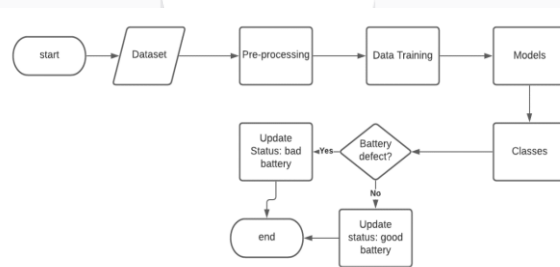 start
Dataset
Pre-processing
Data Training
Models
Update
Status: bad
battery
Yes
Battery
defect?
Classes
No
end
Update
status: good
battery